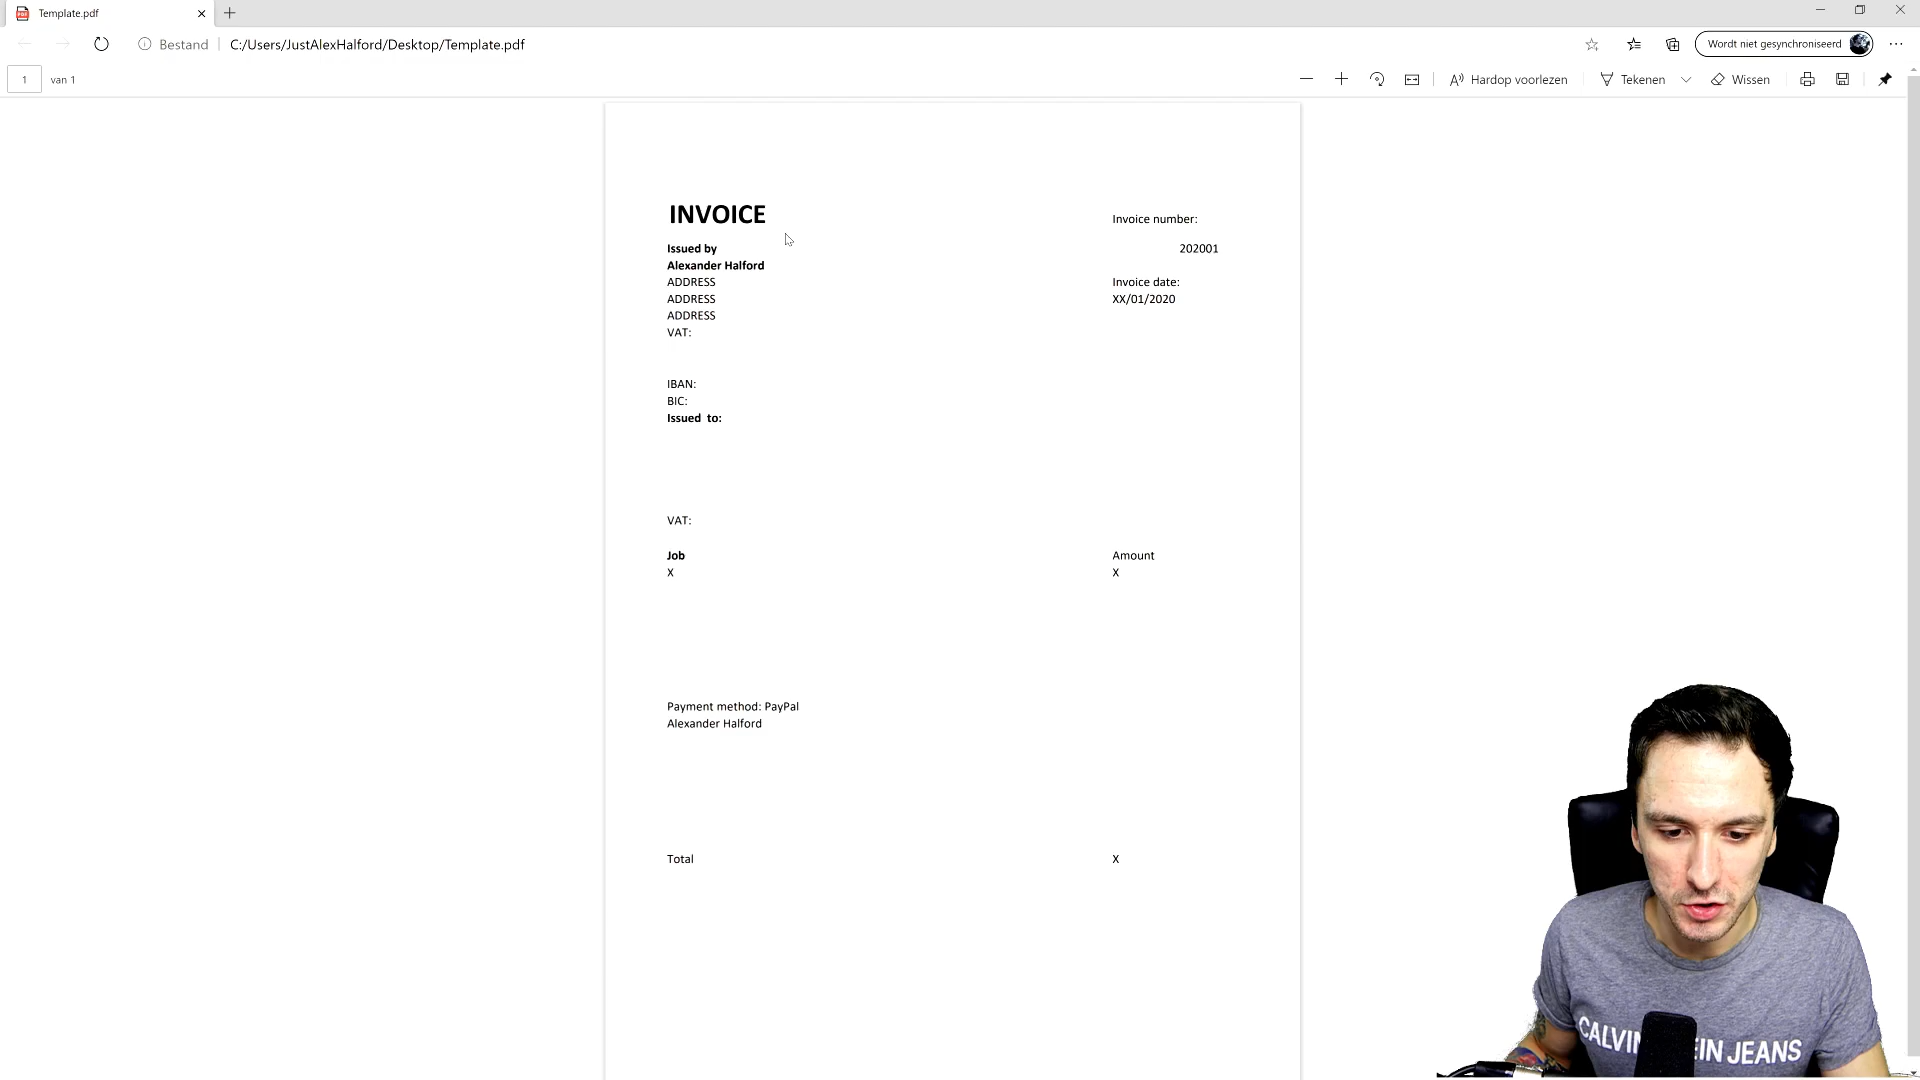 Template.pdf
Bestand
C:/Users/JustAlexHalford/Desktop/Template.pdf
Wordt niet gesynchroniseerd
1 van 1
Hardop voorlezen
Tekenen
Wissen
INVOICE
Invoice number:
Issued by
202001
Alexander Halford
ADDRESS
Invoice date:
ADDRESS
XX/01/2020
ADDRESS
VAT:
IBAN:
BIC:
Issued to:
VAT:
Job
Amount
X
X
Payment method: PayPal
Alexander Halford
Total
X
JEANS